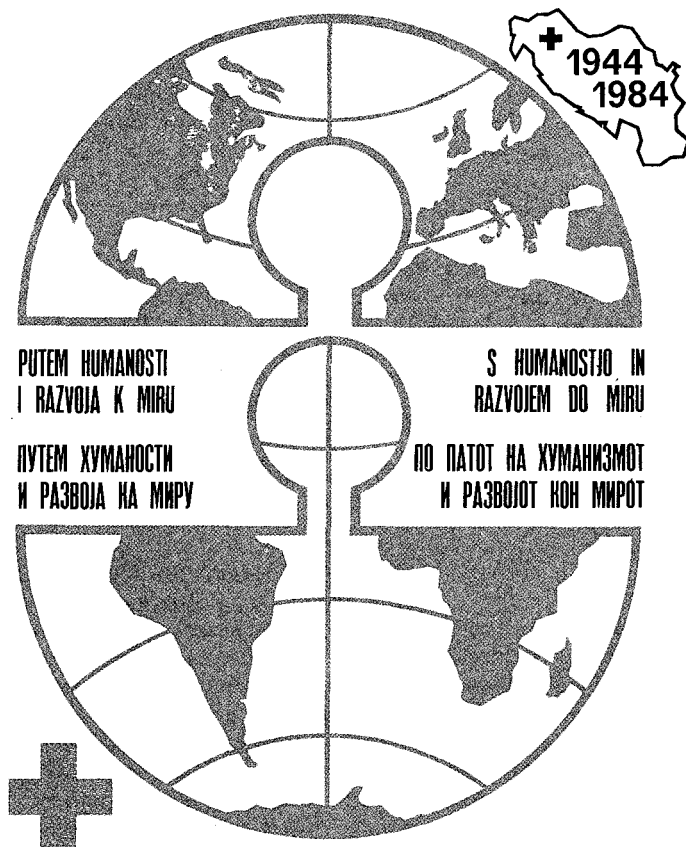 1944
1984
PUTEM HUMANOSTI
I RAZVOJA K MIRU
S HUMANOSTJO IN
RAZVOJEM DO MIRU
ПУТЕМ ХУМАНОСТИ
И РАЗВОЈА КА МИРУ
ПО ПАТОТ НА ХУМАНИЗМОТ
И РАЗВОЈОТ КОН МИРОТ